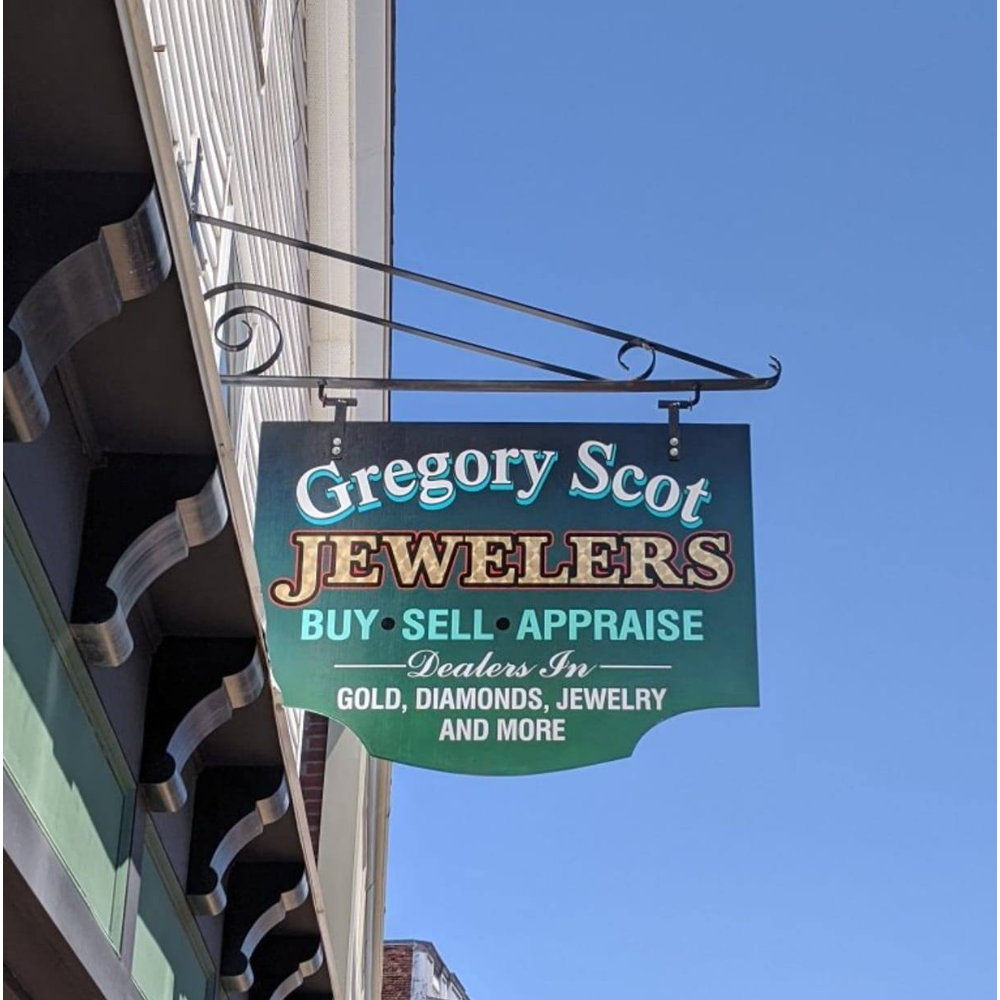 Gregory Scot
JEWELERS
BUY • SELL • APPRAISE
Dealers In
GOLD, DIAMONDS, JEWELRY
AND MORE